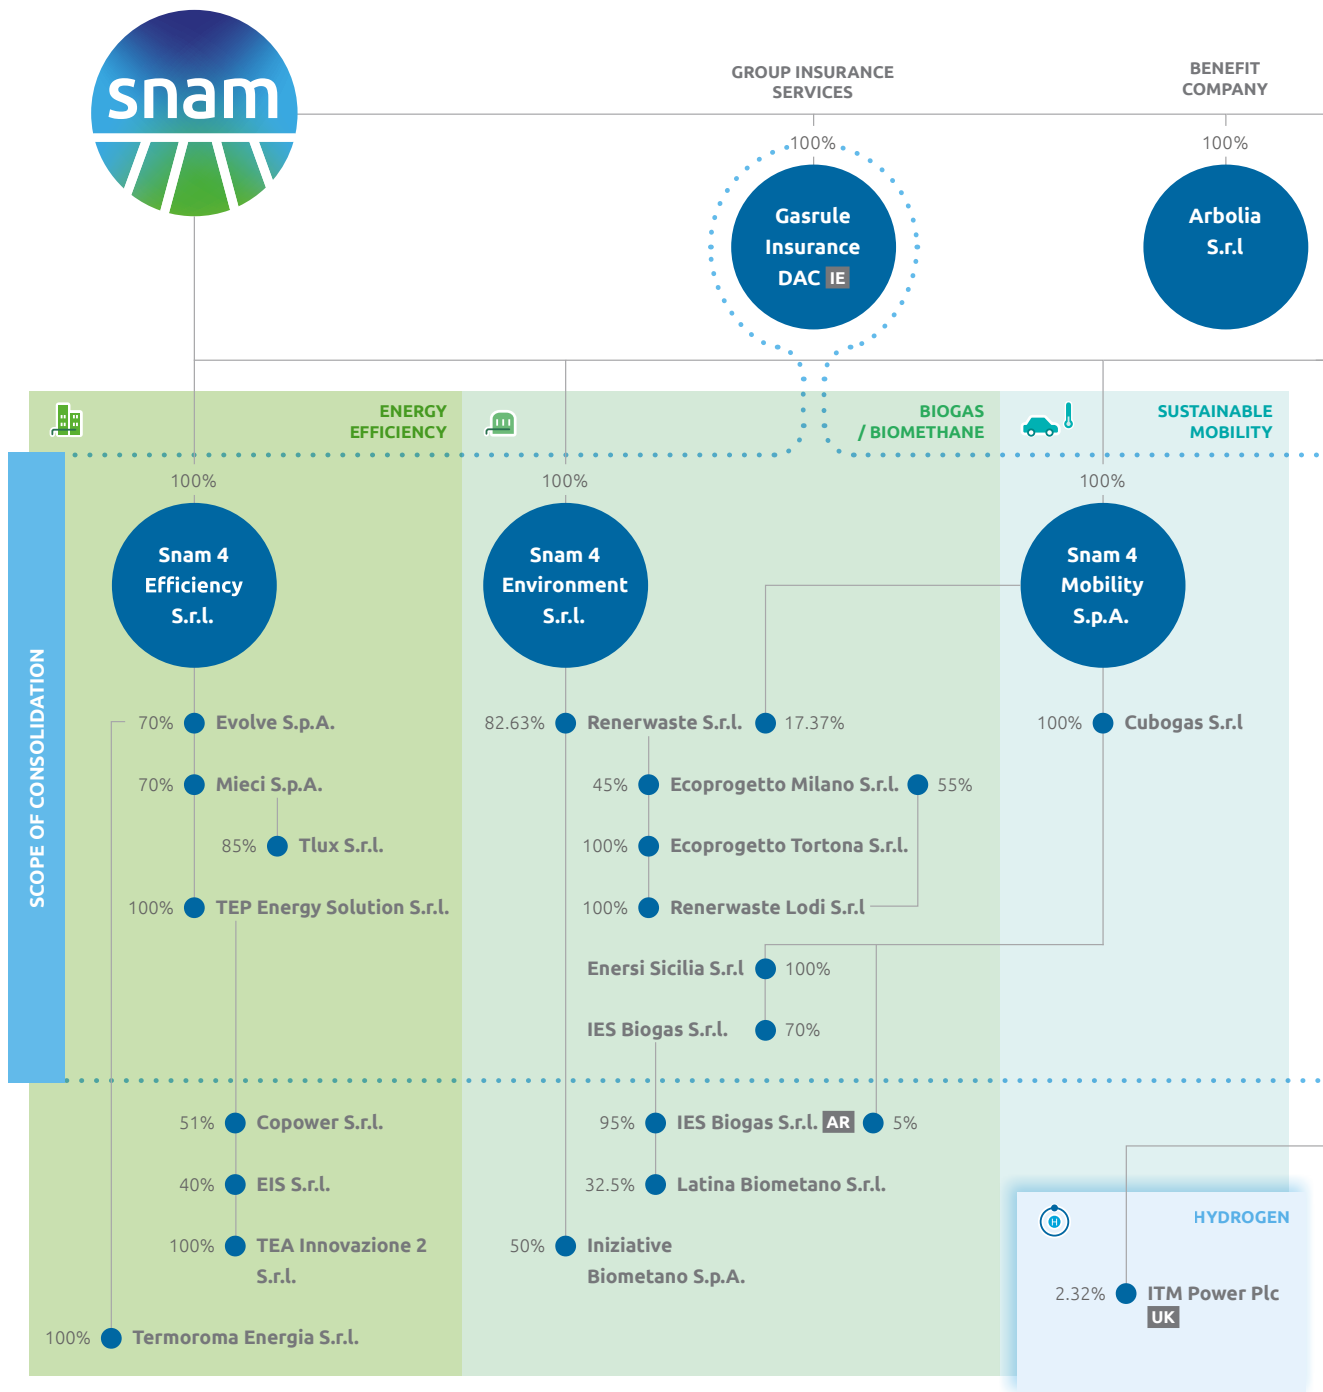 snam
GROUP INSURANCE
SERVICES
BENEFIT
COMPANY
100%
100%
Gasrule
Insurance
DAC IE
Arbolia
S.r.l
ENERGY
EFFICIENCY
BIOGAS
/ BIOMETHANE
SUSTAINABLE
MOBILITY
SCOPE OF CONSOLIDATION
100%
100%
100%
Snam 4
Efficiency
S.r.l.
Snam 4
Environment
S.r.l.
Snam 4
Mobility
S.p.A.
70% Evolve S.p.A.
82.63% Renerwaste S.r.l. 17.37%
100% Cubogas S.r.l
70% Mieci S.p.A.
45% Ecoprogetto Milano S.r.l. 55%
85% Tlux S.r.l.
100% Ecoprogetto Tortona S.r.l.
100% TEP Energy Solution S.r.l.
100% Renerwaste Lodi S.r.l
Enersi Sicilia S.r.l 100%
IES Biogas S.r.l. 70%
51% Copower S.r.l.
95% IES Biogas S.r.l. AR 5%
40% EIS S.r.l.
32.5% Latina Biometano S.r.l.
H
HYDROGEN
100% TEA Innovazione 2
S.r.l.
50% Iniziative
Biometano S.p.A.
2.32% ITM Power Plc
UK
100% Termoroma Energia S.r.l.